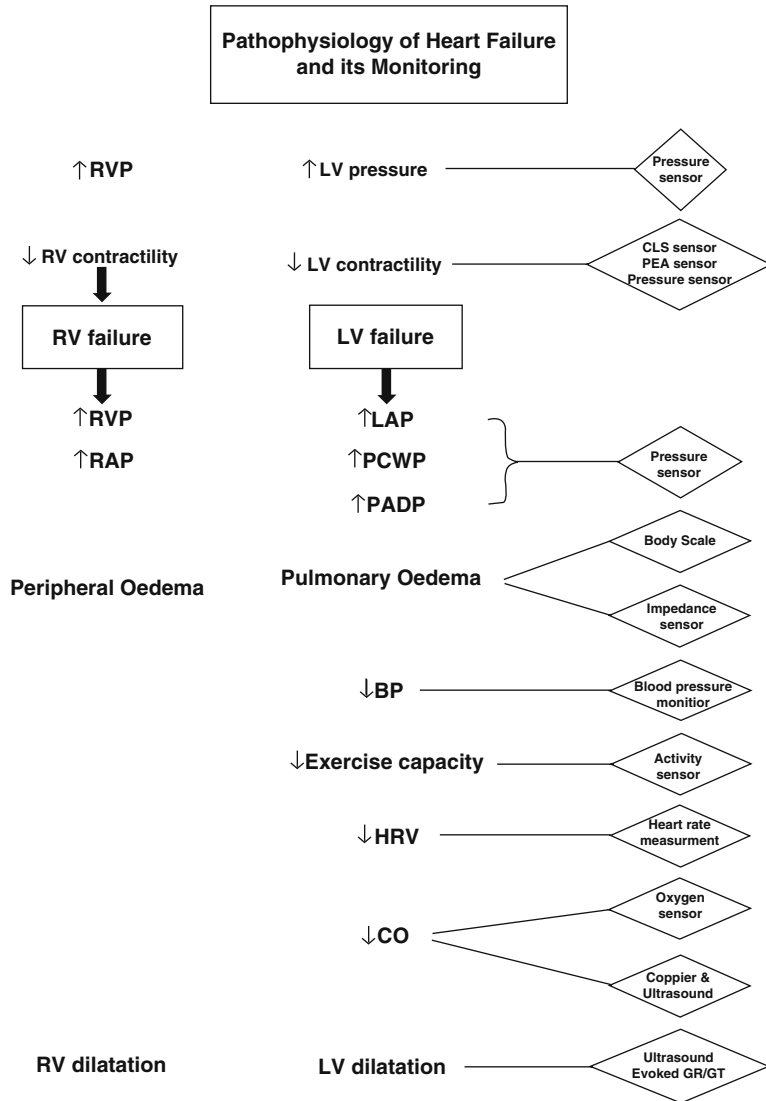 Pathophysiology of Heart Failure
and its Monitoring
↑RVP
↑LV pressure
Pressure
sensor
↓ RV contractility
↓ LV contractility
CLS sensor
PEA sensor
Pressure sensor
RV failure
LV failure
↑RVP
↑LAP
↑RAP
↑PCWP
Pressure
sensor
↑PADP
Body Scale
Peripheral Oedema
Pulmonary Oedema
Impedance
sensor
↓BP
Blood pressure
monitior
↓Exercise capacity
Activity
sensor
↓HRV
Heart rate
measurment
↓CO
Oxygen
sensor
Coppier &
Ultrasound
RV dilatation
LV dilatation
Ultrasound
Evoked GR/GT